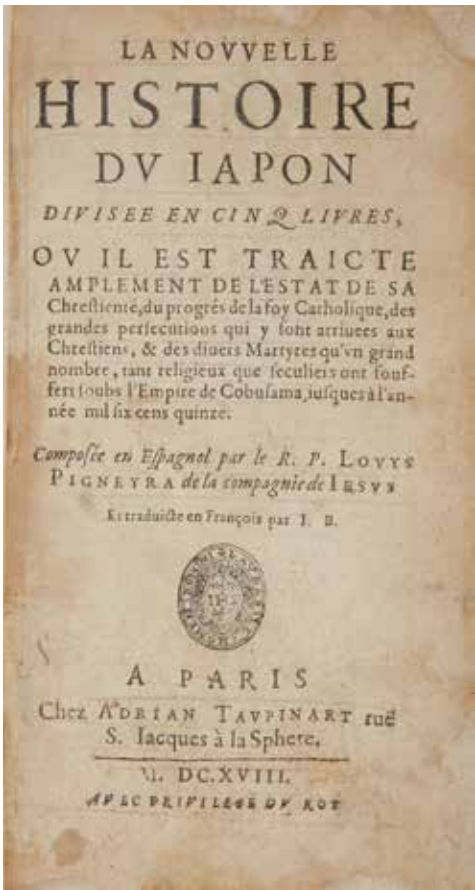 LA NOVVELLE
HISTOIRE
DV IAPON
DIVISEE EN CINQ LIVRES,
OV IL EST TRAICTE
AMPLEMENT DE L'ESTAT DE SA
Chreſtienté, du progrés de la foy Catholique, des
grandes perſecutions qui y ſont arriuees aux
Chreſtiens, & des diuers Martyres qu'vn grand
nombre, tant religieux que ſeculiers ont ſouf-
fert ſoubs l'Empire de Cobuſama, iuſques à l'an-
née mil ſix cens quinze.
Compoſée en Eſpagnol par le R. P. LOVYS
PIGNEYRA de la compagnie de IESVS
Et traduicte en François par I. B.
A PARIS
Chez ADRIAN TAVPINART ruë
S. Iacques à la Sphere.
M. DC.XVIII.
AVEC PRIVILEGE DV ROY